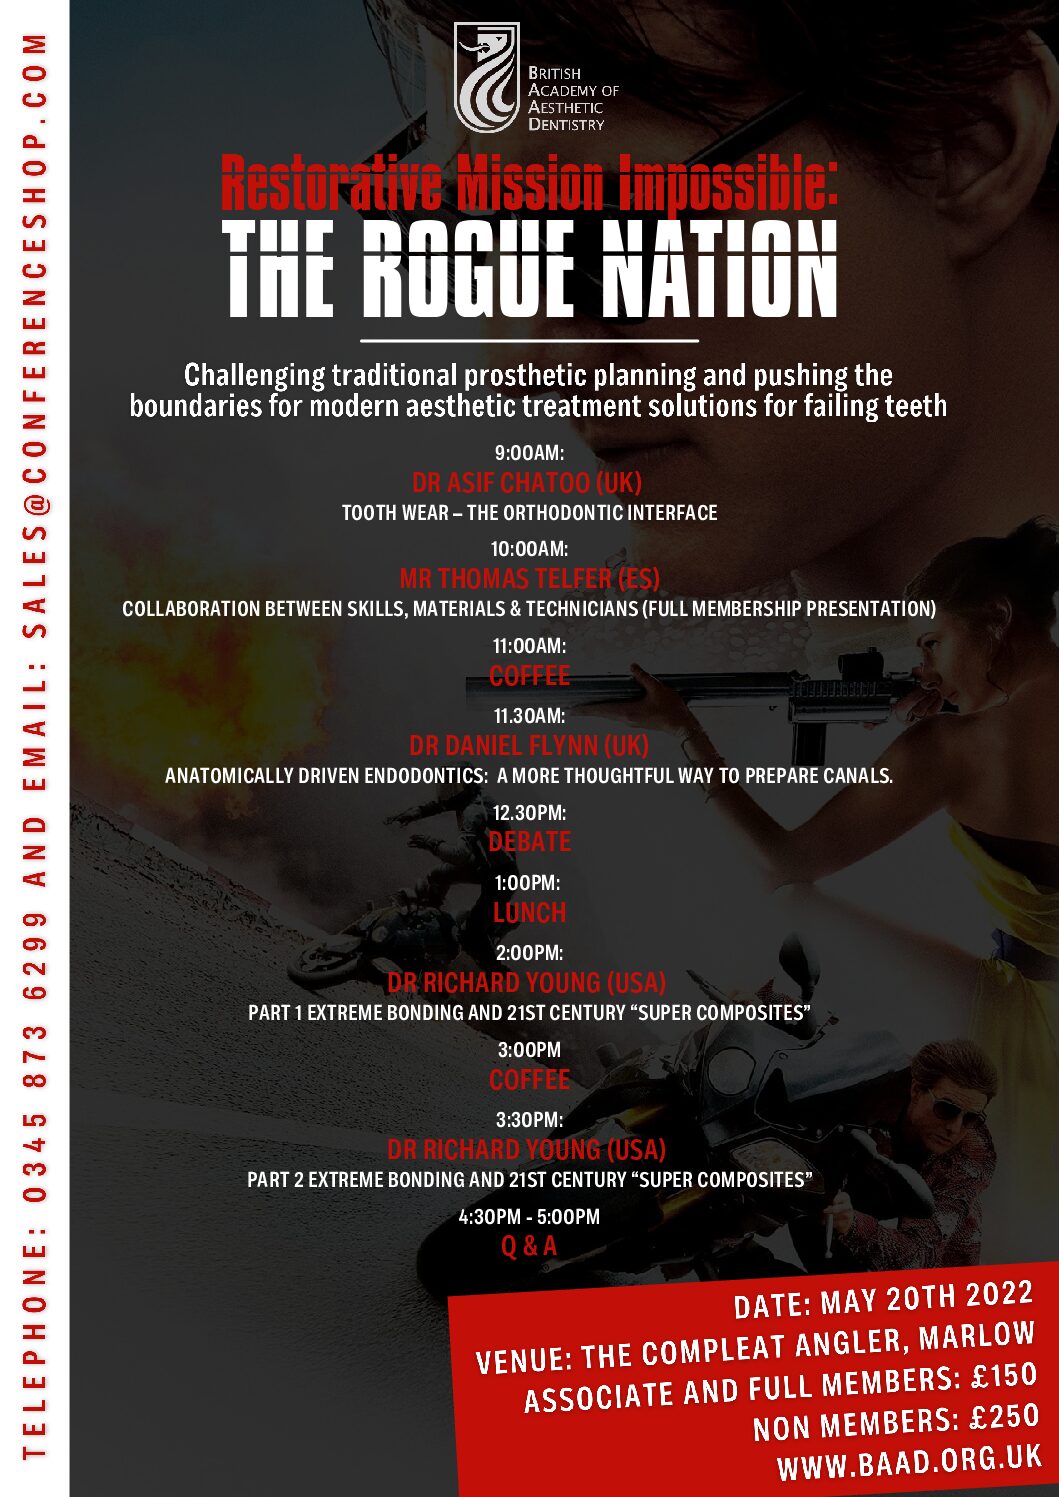 BRITISH
ACADEMY OF
AESTHETIC
DENTISTRY
Restorative Mission Impossible:
THE ROGUE NATION
Challenging traditional prosthetic planning and pushing the
boundaries for modern aesthetic treatment solutions for failing teeth
9:00AM:
DR ASIF CHATOO (UK)
TOOTH WEAR – THE ORTHODONTIC INTERFACE
10:00AM:
MR THOMAS TELFER (ES)
COLLABORATION BETWEEN SKILLS, MATERIALS & TECHNICIANS (FULL MEMBERSHIP PRESENTATION)
11:00AM:
COFFEE
11.30AM:
DR DANIEL FLYNN (UK)
ANATOMICALLY DRIVEN ENDODONTICS: A MORE THOUGHTFUL WAY TO PREPARE CANALS.
12.30PM:
DEBATE
1:00PM:
LUNCH
2:00PM:
DR RICHARD YOUNG (USA)
PART 1 EXTREME BONDING AND 21ST CENTURY “SUPER COMPOSITES”
3:00PM
COFFEE
3:30PM:
DR RICHARD YOUNG (USA)
PART 2 EXTREME BONDING AND 21ST CENTURY “SUPER COMPOSITES”
4:30PM - 5:00PM
Q & A
DATE: MAY 20TH 2022
VENUE: THE COMPLEAT ANGLER, MARLOW
ASSOCIATE AND FULL MEMBERS: £150
NON MEMBERS: £250
WWW.BAAD.ORG.UK
TELEPHONE: 0345 873 6299 AND EMAIL: SALES@CONFERENCESHOP.COM